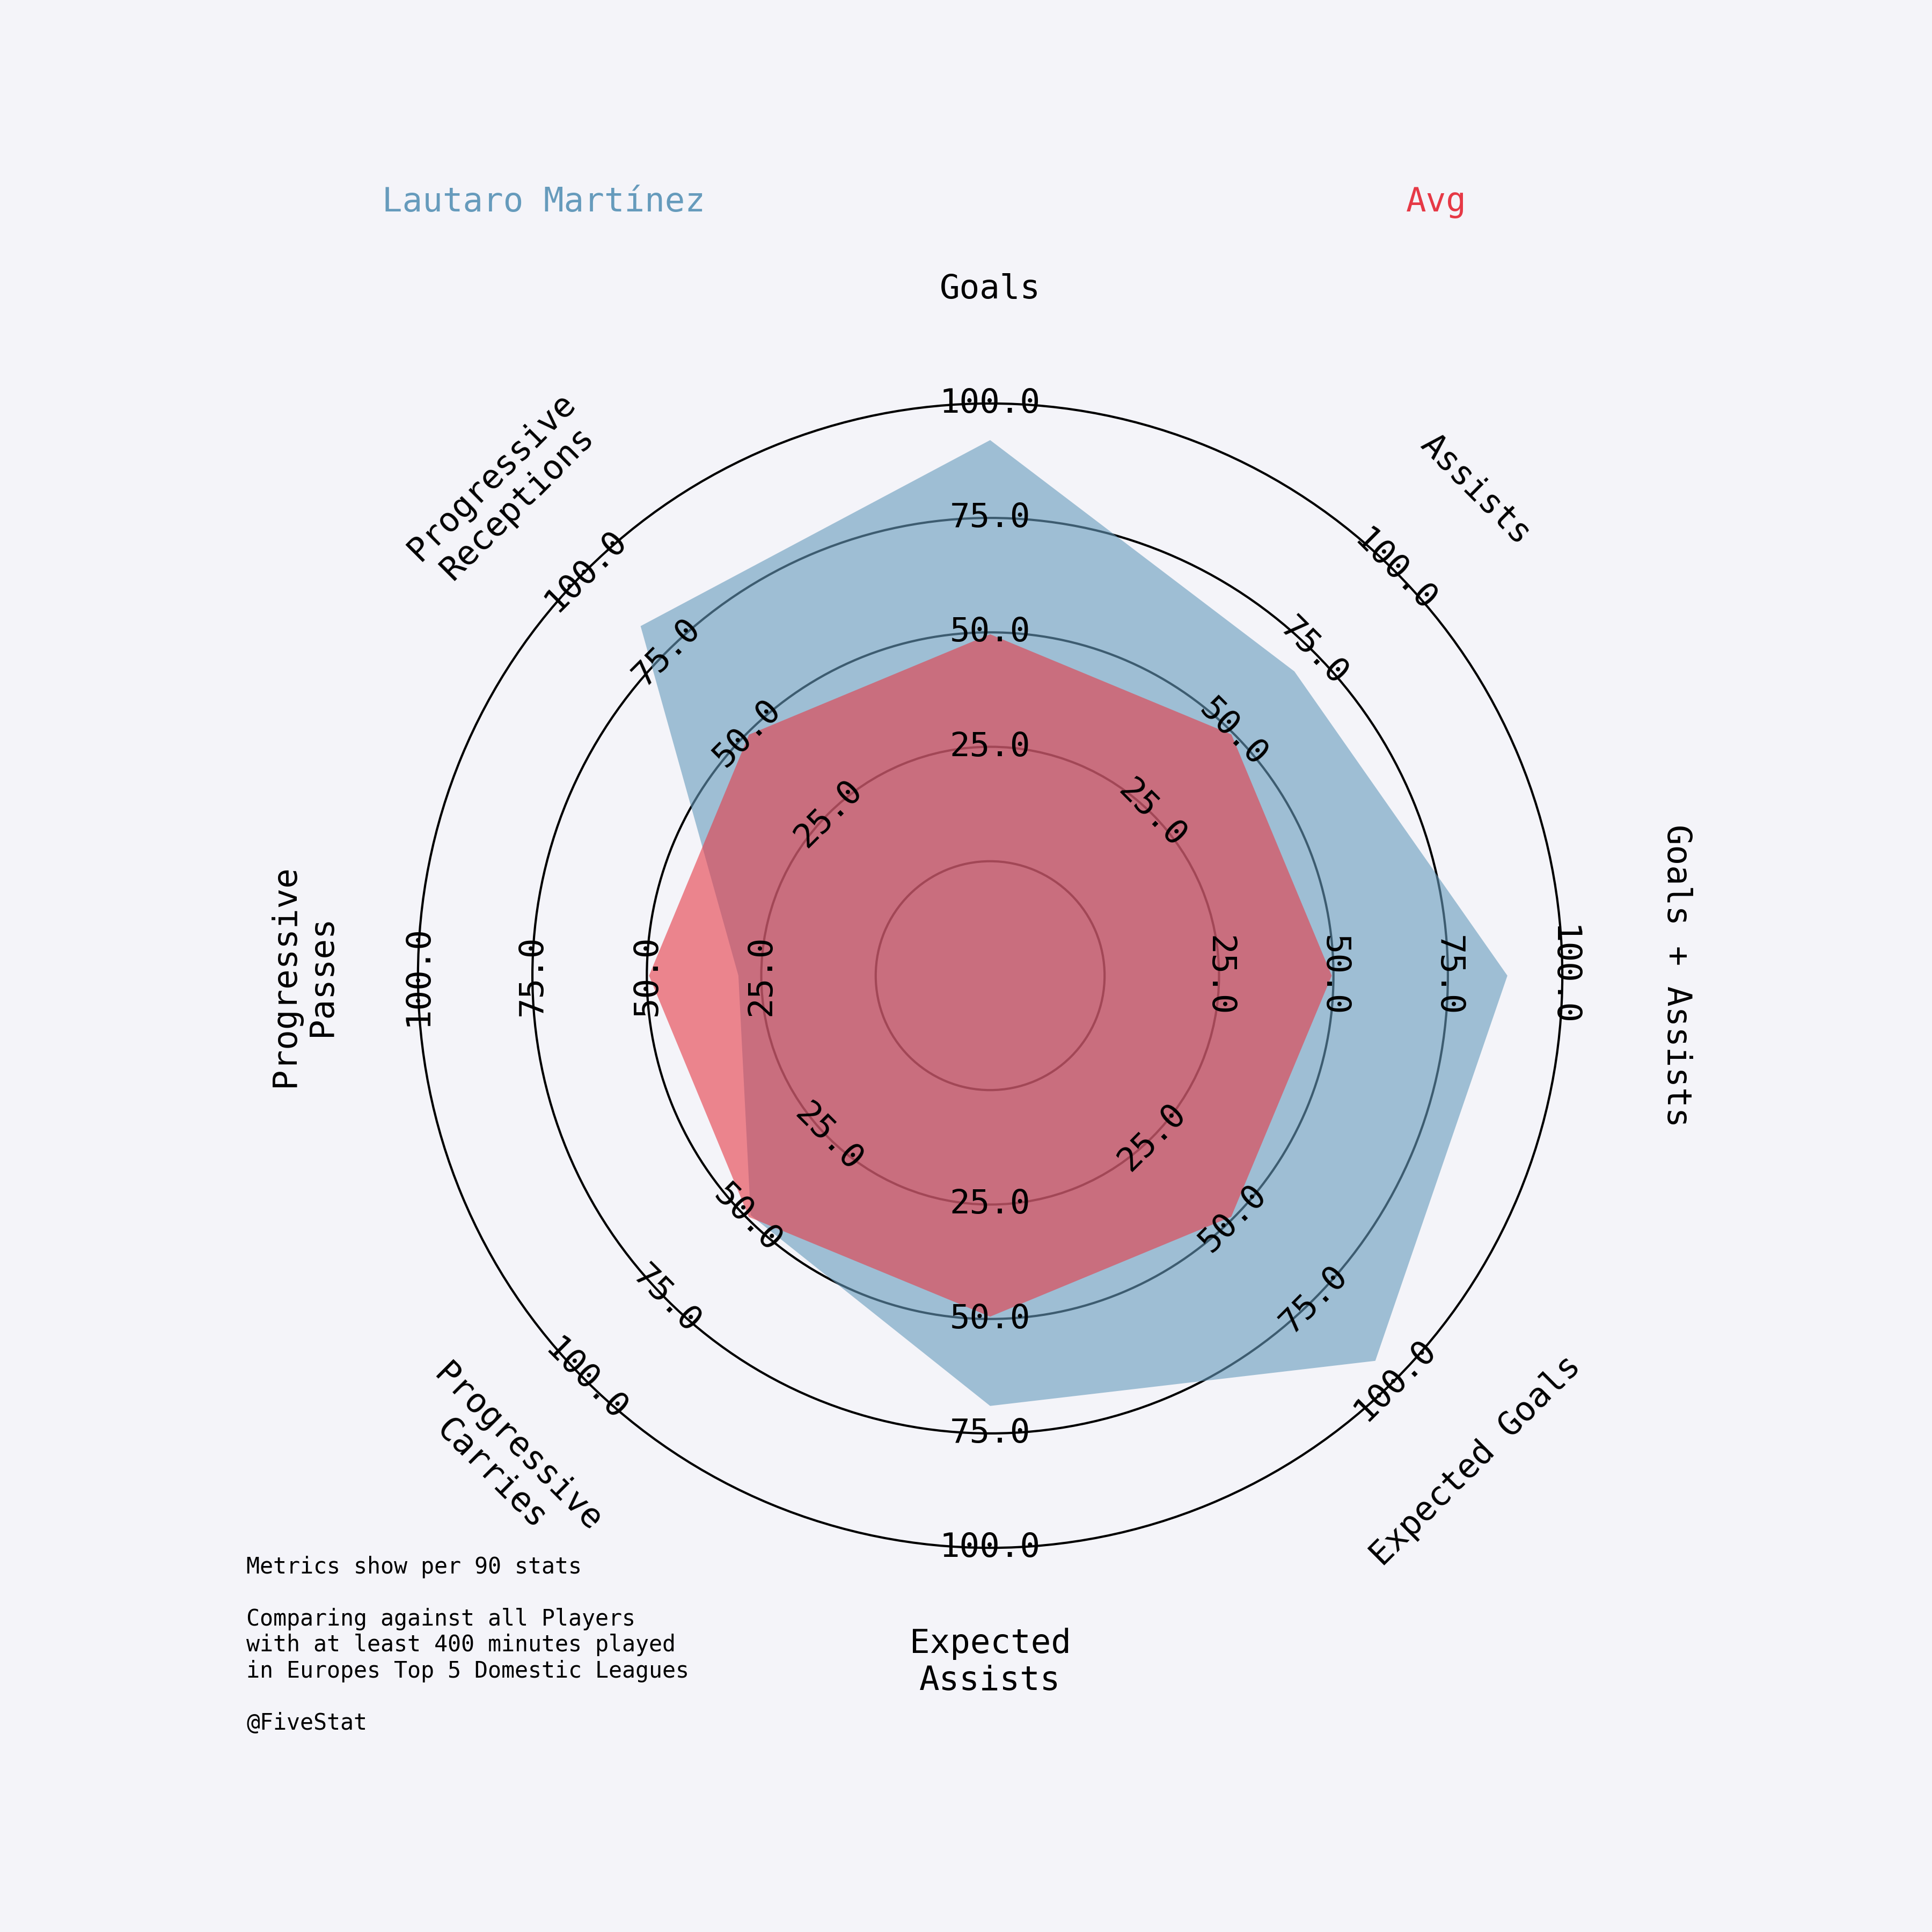 Lautaro Martínez
Avg
Goals
Assists
Goals + Assists
Expected Goals
Expected
Assists
Progressive
Carries
Progressive
Passes
Progressive
Receptions
25.0
50.0
75.0
100.0
25.0
50.0
75.0
100.0
25.0
50.0
75.0
100.0
25.0
50.0
75.0
100.0
25.0
50.0
75.0
100.0
25.0
50.0
75.0
100.0
25.0
50.0
75.0
100.0
25.0
50.0
75.0
100.0
Metrics show per 90 stats
Comparing against all Players
with at least 400 minutes played
in Europes Top 5 Domestic Leagues
@FiveStat